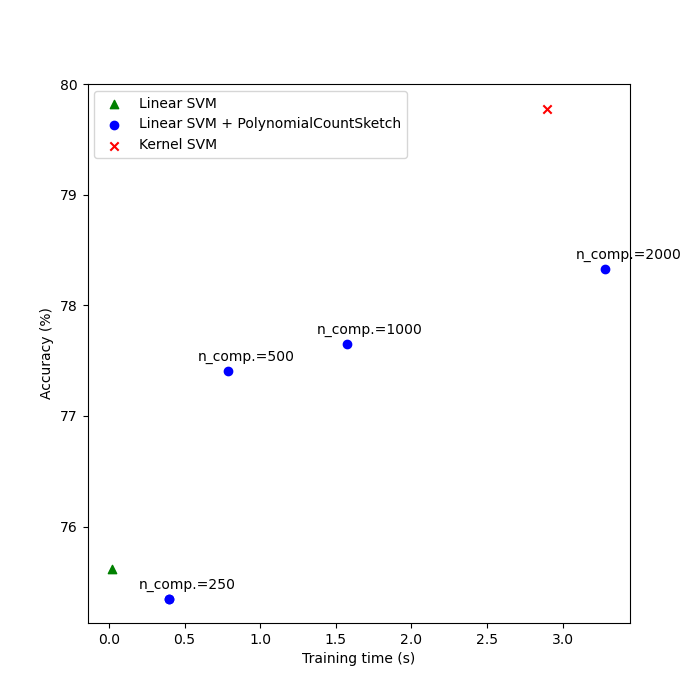 80
Linear SVM
Linear SVM + PolynomialCountSketch
Kernel SVM
79
n_comp.=2000
78
n_comp.=1000
n_comp.=500
77
76
n_comp.=250
Accuracy (%)
0.0 0.5 1.0 1.5 2.0 2.5 3.0
Training time (s)